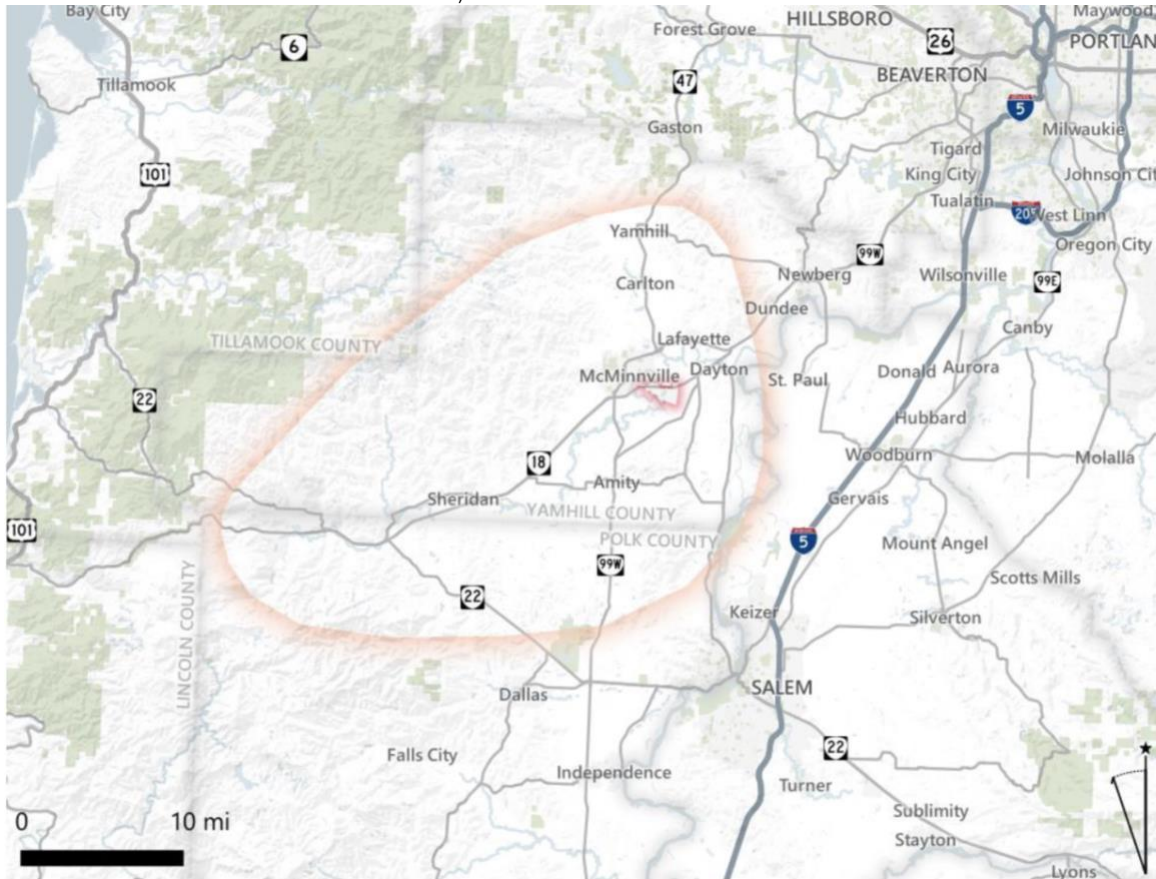 Bay City
HILLSBORO
Maywood
Forest Grove
26
PORTLAN
6
BEAVERTON
Tillamook
47
5
Gaston
Milwaukie
Tigard
101
King City
Johnson Cit
Tualatin
205
West Linn
Yamhill
Oregon City
99W
Newberg
Wilsonville
Carlton
99E
Dundee
Canby
TILLAMOOK COUNTY
Lafayette
McMinnville
Dayton
St. Paul
Donald
Aurora
22
Hubbard
18
Woodburn
Molalla
Amity
Sheridan
Gervais
YAMHILL COUNTY
101
POLK COUNTY
5
Mount Angel
99W
Scotts Mills
22
Keizer
Silverton
LINCOLN COUNTY
Dallas
SALEM
Falls City
22
Independence
Turner
0
10 mi
Sublimity
Stayton
Lyons